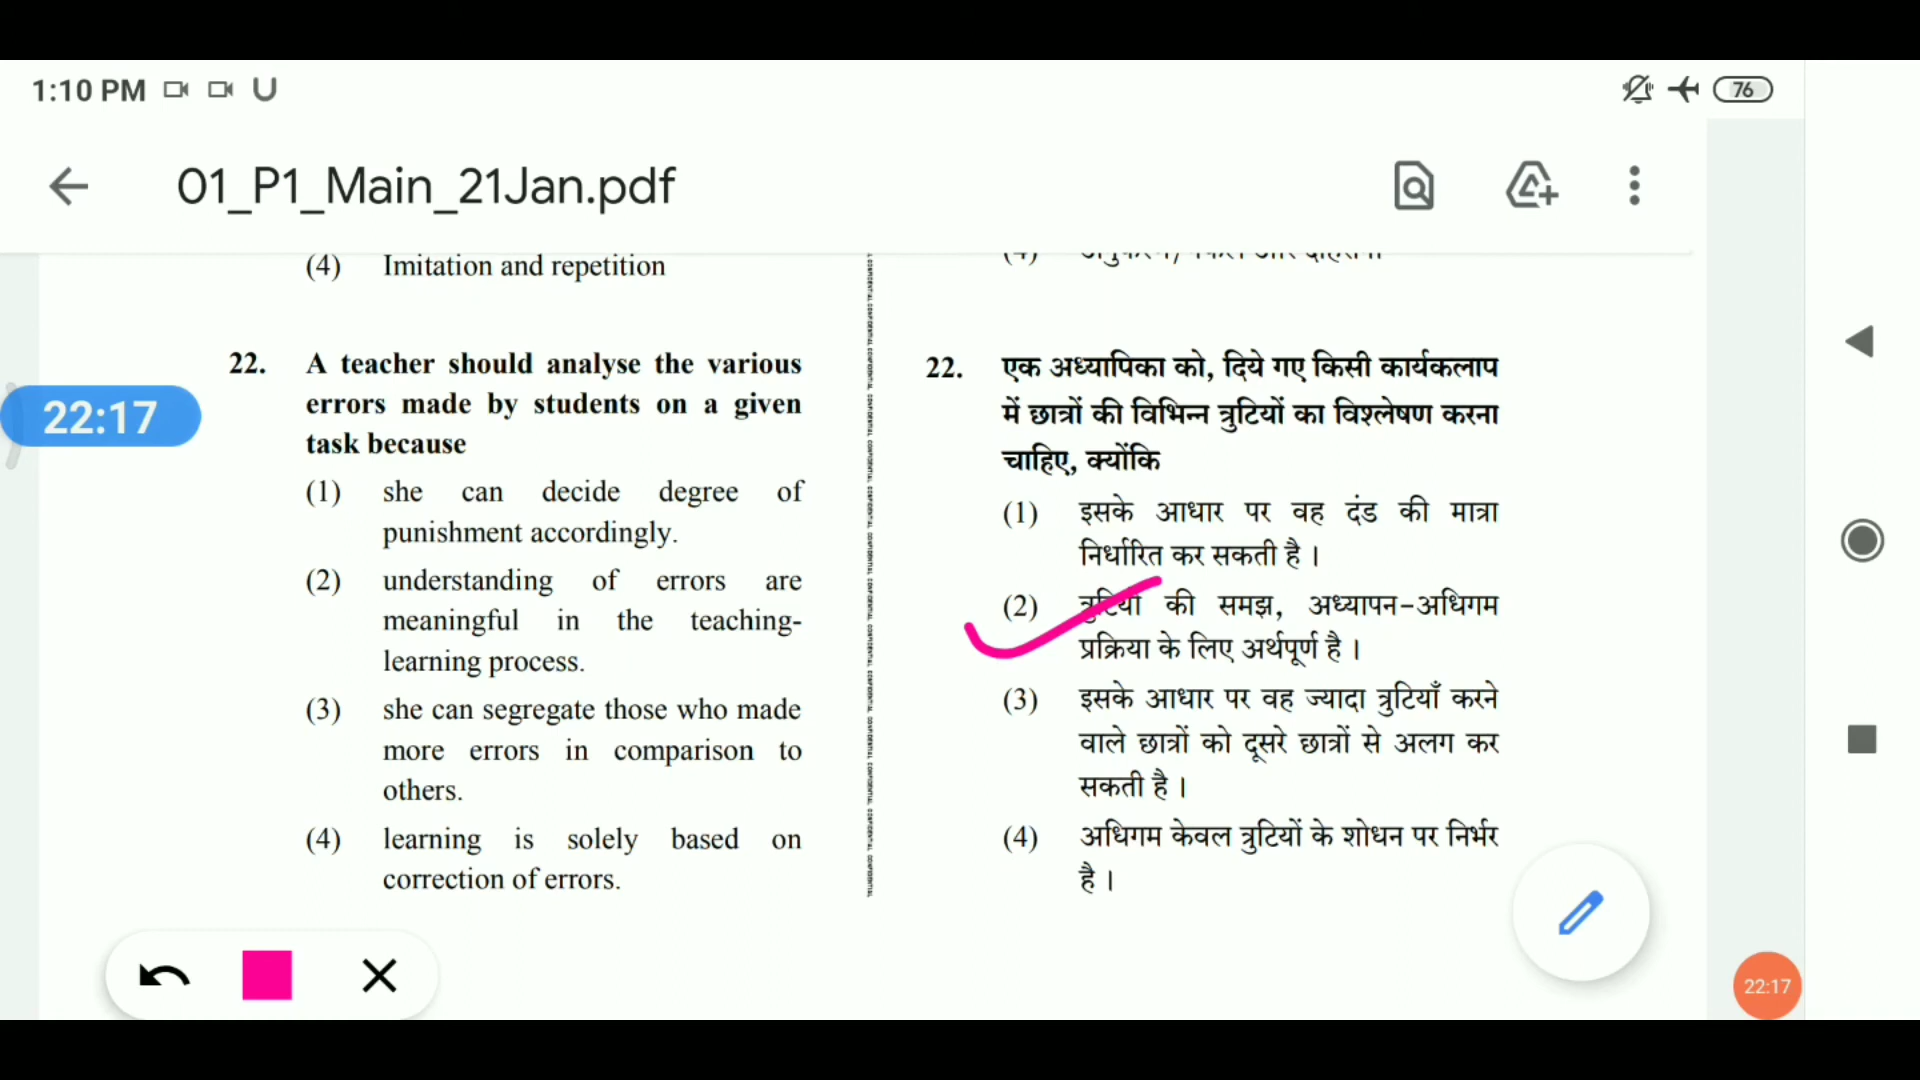 1:10 PM
76
01_P1_Main_21Jan.pdf
(4) Imitation and repetition
22. A teacher should analyse the various
errors made by students on a given
task because
(1) she can decide degree of
punishment accordingly.
(2) understanding of errors are
meaningful in the teaching-
learning process.
(3) she can segregate those who made
more errors in comparison to
others.
(4) learning is solely based on
correction of errors.
22. एक अध्यापिका को, दिये गए किसी कार्यकलाप
में छात्रों की विभिन्न त्रुटियों का विश्लेषण करना
चाहिए, क्योंकि
(1) इसके आधार पर वह दंड की मात्रा
निर्धारित कर सकती है ।
(2) त्रुटियों की समझ, अध्यापन-अधिगम
प्रक्रिया के लिए अर्थपूर्ण है ।
(3) इसके आधार पर वह ज्यादा त्रुटियाँ करने
वाले छात्रों को दूसरे छात्रों से अलग कर
सकती है ।
(4) अधिगम केवल त्रुटियों के शोधन पर निर्भर
है ।
22:17
22:17